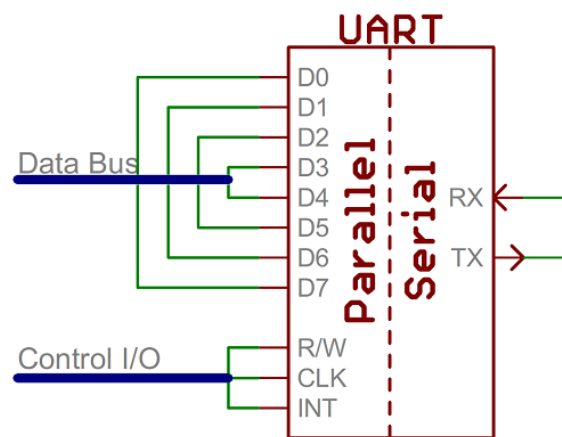 UART
D0
D1
D2
Data Bus
D3
D4
RX
D5
D6
TX
D7
Parallel
Serial
R/W
Control I/O
CLK
INT